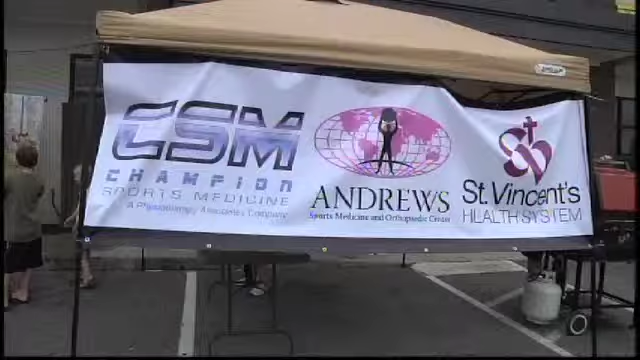 CSM
CHAMPION
SPORTS MEDICINE
A Physiotherapy Associates Company
ANDREWS
Sports Medicine and Orthopaedic Center
St. Vincent's
HEALTH SYSTEM